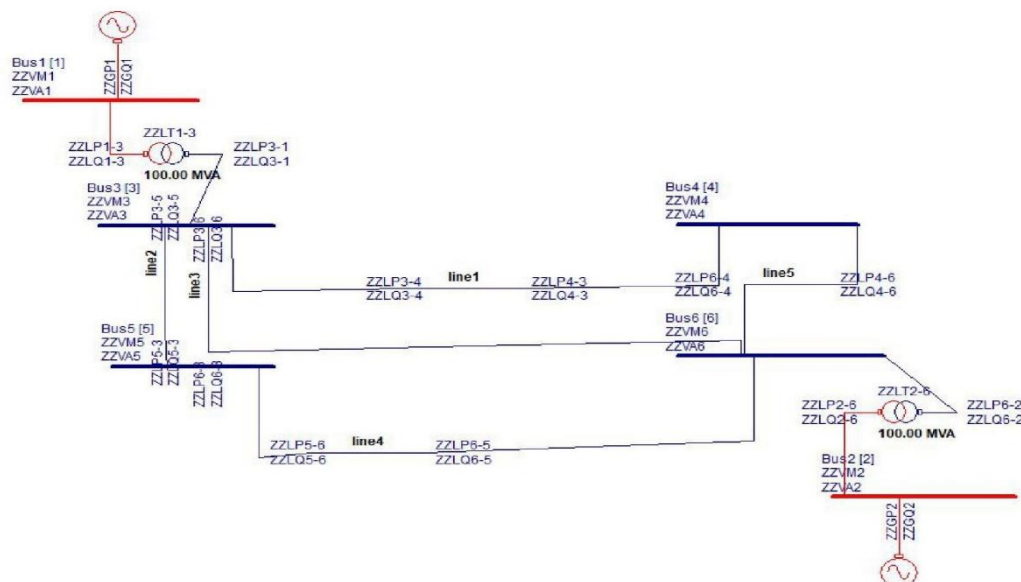 ZZGP1
ZZGQ1
Bus1 [1]
ZZVM1
ZZVA1
ZZLT1-3
ZZLP1-3
ZZLQ1-3
ZZLP3-1
ZZLQ3-1
100.00 MVA
Bus3 [3]
ZZVM3
ZZVA3
ZZLP3-5
ZZLQ3-5
ZZLP3-6
ZZLQ3-6
Bus4 [4]
ZZVM4
ZZVA4
line2
line3
ZZLP3-4
ZZLQ3-4
line1
ZZLP4-3
ZZLQ4-3
ZZLP6-4
ZZLQ6-4
line5
ZZLP4-6
ZZLQ4-6
Bus5 [5]
ZZVM5
ZZVA5
ZZLP5-3
ZZLQ5-3
ZZLP6-3
ZZLQ6-3
Bus6 [6]
ZZVM6
ZZVA6
ZZLT2-6
ZZLP2-6
ZZLQ2-6
ZZLP6-2
ZZLQ6-2
100.00 MVA
ZZLP5-6
ZZLQ5-6
line4
ZZLP6-5
ZZLQ6-5
Bus2 [2]
ZZVM2
ZZVA2
ZZGP2
ZZGQ2